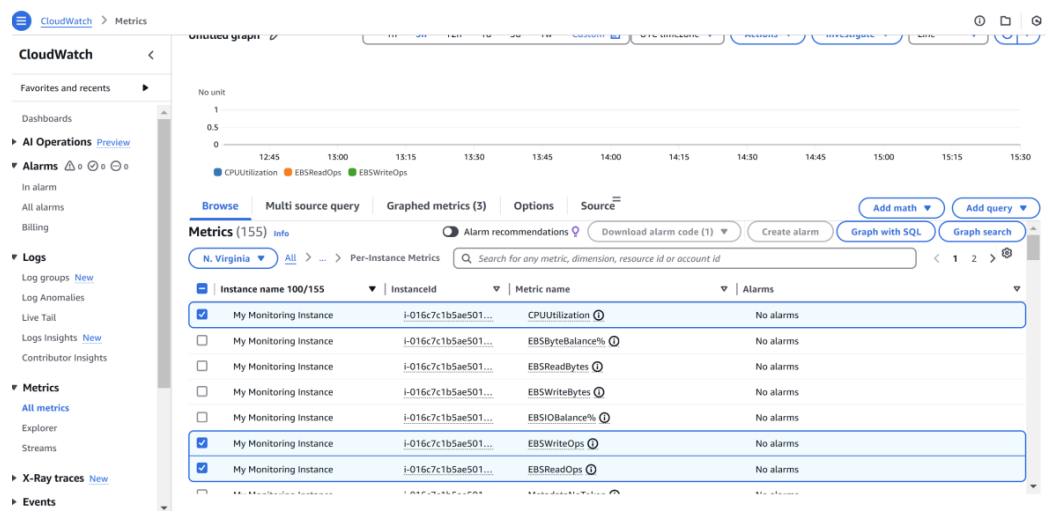 CloudWatch > Metrics
CloudWatch
Favorites and recents
Dashboards
AI Operations Preview
Alarms 0 0 0
In alarm
All alarms
Billing
Logs
Log groups New
Log Anomalies
Live Tail
Logs Insights New
Contributor Insights
Metrics
All metrics
Explorer
Streams
X-Ray traces New
Events
Untitled graph 1h 3h 12h 1d 3d 1w Custom UTC timezone Actions Investigate Line
No unit
1
0.5
0
12:45 13:00 13:15 13:30 13:45 14:00 14:15 14:30 14:45 15:00 15:15 15:30
CPUUtilization EBSReadOps EBSWriteOps
Browse Multi source query Graphed metrics (3) Options Source Add math Add query
Metrics (155) Info Alarm recommendations Download alarm code (1) Create alarm Graph with SQL Graph search
N. Virginia All > ... > Per-Instance Metrics Search for any metric, dimension, resource id or account id < 1 2 >
Instance name 100/155 InstanceId Metric name Alarms
My Monitoring Instance i-016c7c1b5ae501... CPUUtilization No alarms
My Monitoring Instance i-016c7c1b5ae501... EBSByteBalance% No alarms
My Monitoring Instance i-016c7c1b5ae501... EBSReadBytes No alarms
My Monitoring Instance i-016c7c1b5ae501... EBSWriteBytes No alarms
My Monitoring Instance i-016c7c1b5ae501... EBSIOBalance% No alarms
My Monitoring Instance i-016c7c1b5ae501... EBSWriteOps No alarms
My Monitoring Instance i-016c7c1b5ae501... EBSReadOps No alarms